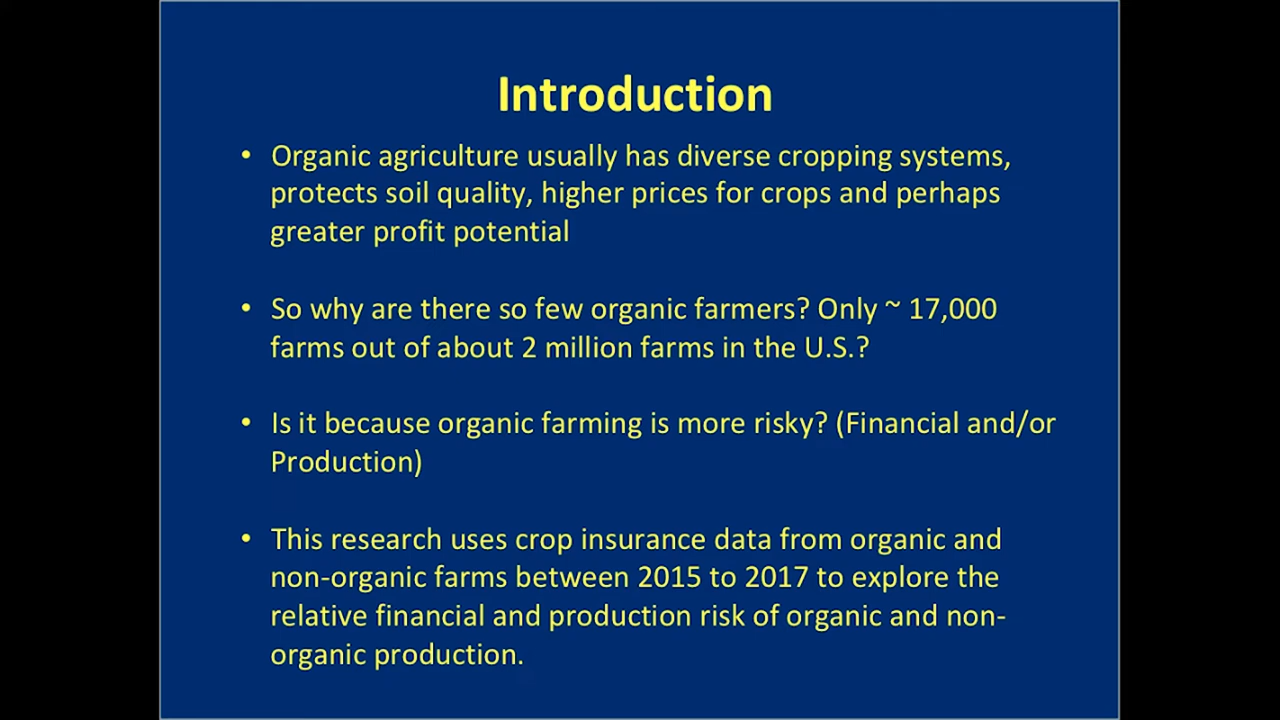 Introduction
• Organic agriculture usually has diverse cropping systems,
protects soil quality, higher prices for crops and perhaps
greater profit potential
• So why are there so few organic farmers? Only ~ 17,000
farms out of about 2 million farms in the U.S.?
• Is it because organic farming is more risky? (Financial and/or
Production)
• This research uses crop insurance data from organic and
non-organic farms between 2015 to 2017 to explore the
relative financial and production risk of organic and non-
organic production.